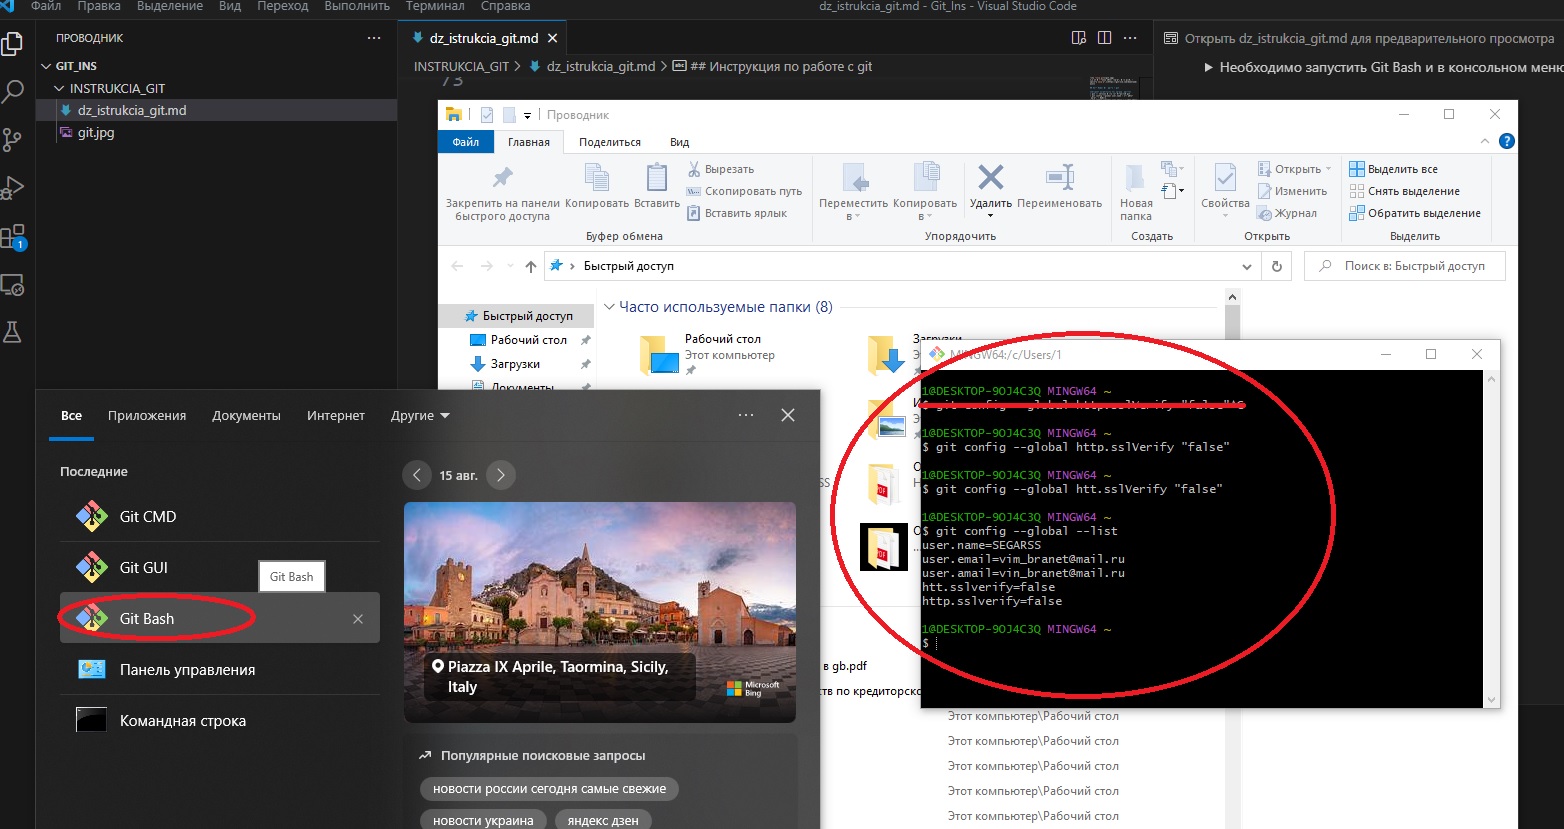 Файл Правка Выделение Вид Переход Выполнить Терминал Справка
dz_istrukcia_git.md - Git_Ins - Visual Studio Code
ПРОВОДНИК ...
GIT_INS
INSTRUKCIA_GIT
dz_istrukcia_git.md
git.jpg
1
dz_istrukcia_git.md
INSTRUKCIA_GIT > dz_istrukcia_git.md > ## Инструкция по работе с git
73
Открыть dz_istrukcia_git.md для предварительного просмотра
Необходимо запустить Git Bash и в консольном меню
Проводник
Файл Главная Поделиться Вид
Закрепить на панели быстрого доступа
Копировать
Вставить
Вырезать
Скопировать путь
Вставить ярлык
Буфер обмена
Переместить в
Копировать в
Удалить
Переименовать
Упорядочить
Новая папка
Создать
Свойства
Открыть
Изменить
Журнал
Открыть
Выделить все
Снять выделение
Обратить выделение
Выделить
Быстрый доступ
Поиск в: Быстрый доступ
Быстрый доступ
Рабочий стол
Загрузки
Документы
Часто используемые папки (8)
Рабочий стол
Этот компьютер
Загрузки
MINGW64:/c/Users/1
1@DESKTOP-9OJ4C3Q MINGW64 ~
$ git config --global http.sslVerify "false"^C
1@DESKTOP-9OJ4C3Q MINGW64 ~
$ git config --global http.sslVerify "false"
1@DESKTOP-9OJ4C3Q MINGW64 ~
$ git config --global htt.sslVerify "false"
1@DESKTOP-9OJ4C3Q MINGW64 ~
$ git config --global --list
user.name=SEGARSS
user.email=vim_branet@mail.ru
user.amail=vin_branet@mail.ru
htt.sslverify=false
http.sslverify=false
1@DESKTOP-9OJ4C3Q MINGW64 ~
$
в gb.pdf
Этот компьютер\Рабочий стол
Этот компьютер\Рабочий стол
Этот компьютер\Рабочий стол
Этот компьютер\Рабочий стол
Этот компьютер\Рабочий стол
Все Приложения Документы Интернет Другие
Последние
Git CMD
Git GUI
Git Bash
Git Bash
Панель управления
Командная строка
15 авг.
Piazza IX Aprile, Taormina, Sicily,
Italy
Microsoft
Bing
Популярные поисковые запросы
новости россии сегодня самые свежие
новости украина
яндекс дзен